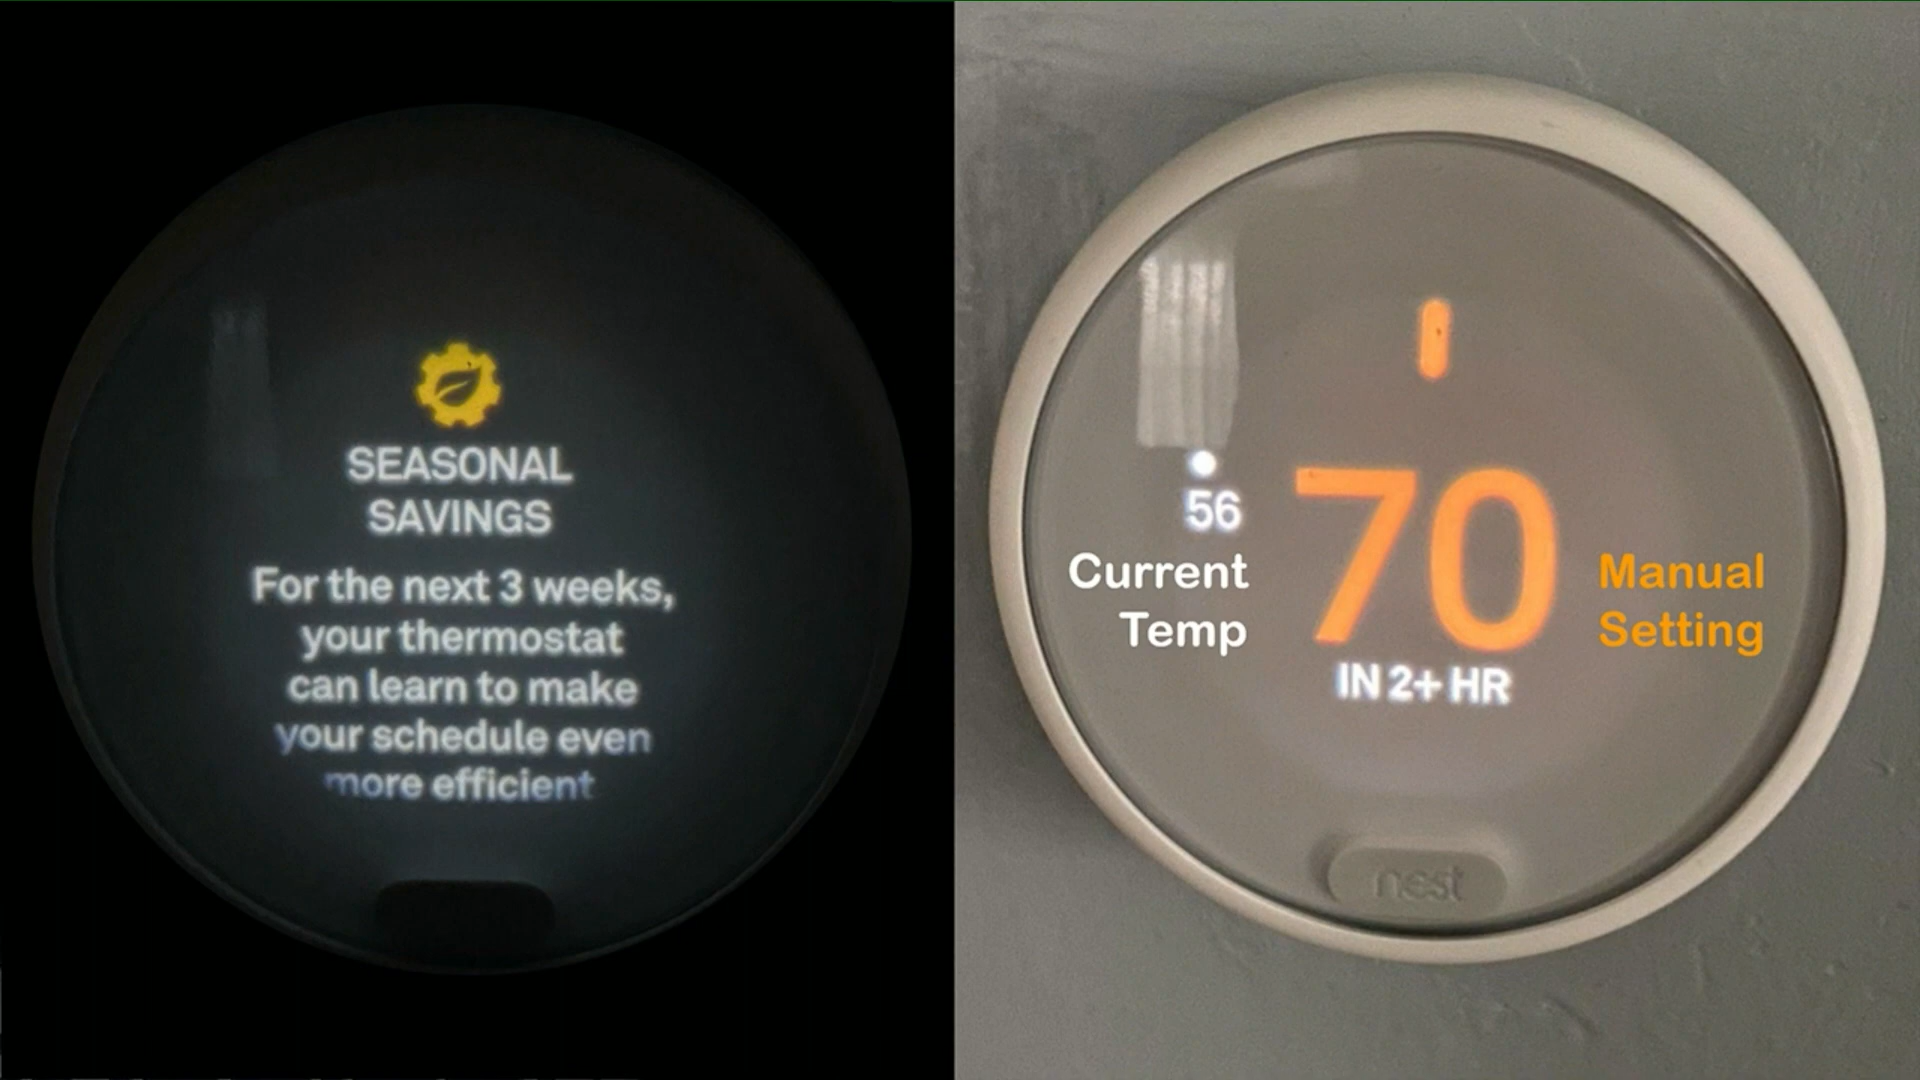 SEASONAL
SAVINGS
For the next 3 weeks,
your thermostat
can learn to make
your schedule even
more efficient
56
Current
Temp
70
IN 2+ HR
Manual
Setting
nest